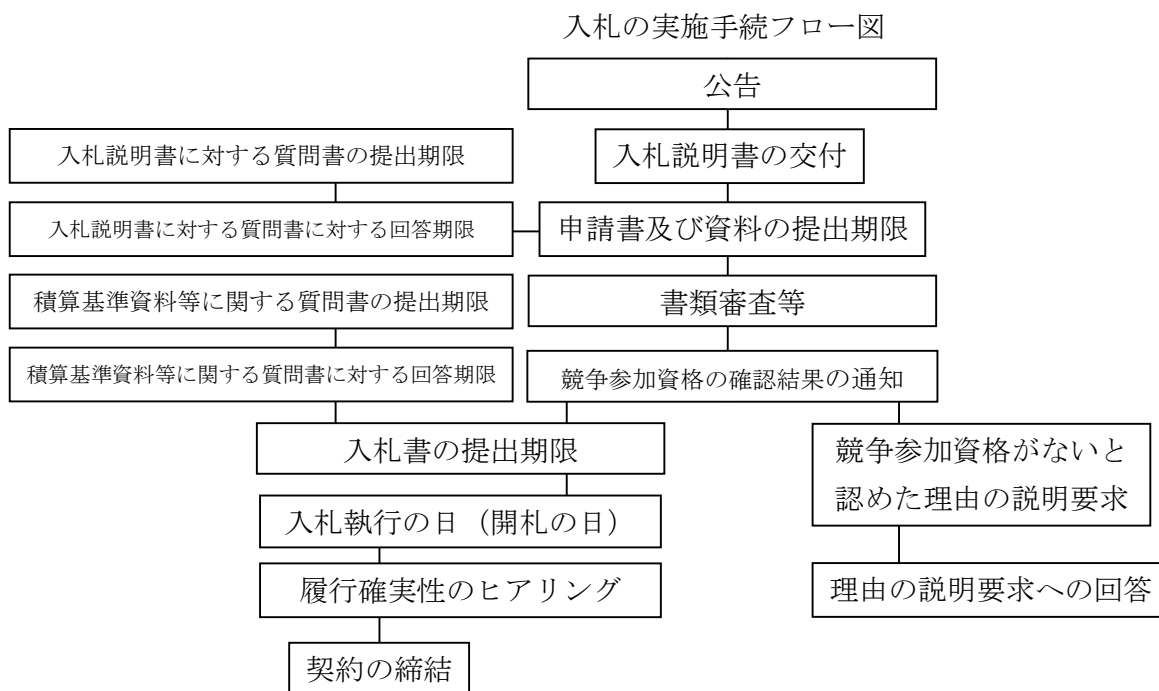 入札の実施手続フロー図
公告
入札説明書に対する質問書の提出期限
入札説明書の交付
入札説明書に対する質問書に対する回答期限
申請書及び資料の提出期限
積算基準資料等に関する質問書の提出期限
書類審査等
積算基準資料等に関する質問書に対する回答期限
競争参加資格の確認結果の通知
入札書の提出期限
競争参加資格がないと
認めた理由の説明要求
入札執行の日（開札の日）
履行確実性のヒアリング
理由の説明要求への回答
契約の締結